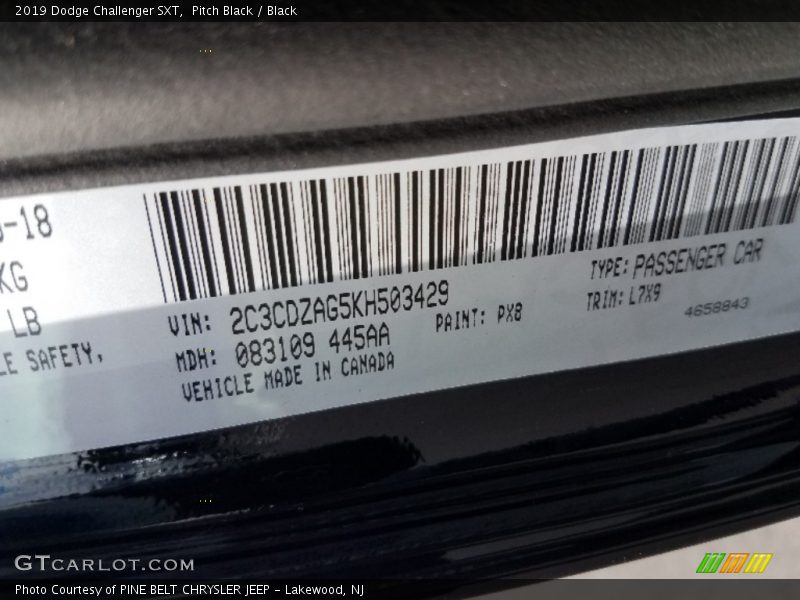 2019 Dodge Challenger SXT, Pitch Black / Black
-18
KG
LB
LE SAFETY,
VIN: 2C3CDZAG5KH503429
MDH: 083109 445AA
VEHICLE MADE IN CANADA
PAINT: PX8
TYPE: PASSENGER CAR
TRIM: L7X9
4658843
GTCARLOT.COM
Photo Courtesy of PINE BELT CHRYSLER JEEP - Lakewood, NJ